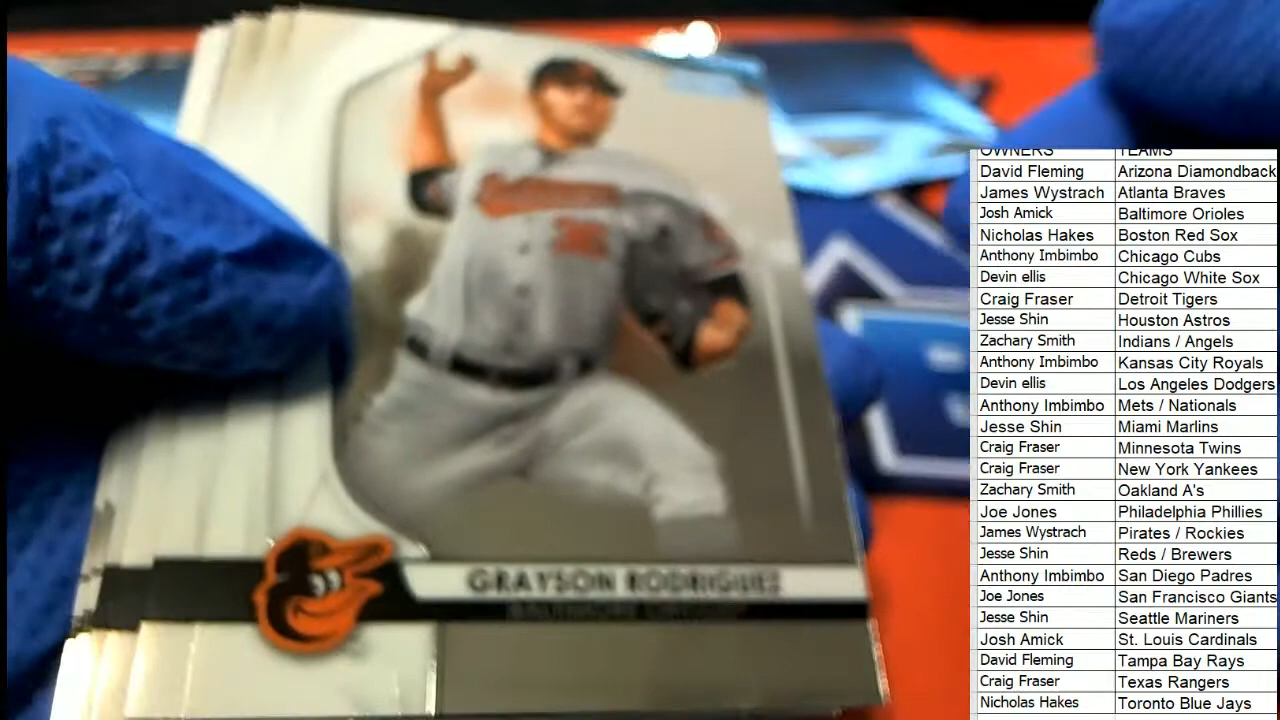 GRAYSON RODRIGUEZ
BALTIMORE ORIOLES
OWNERS TEAMS
David Fleming Arizona Diamondback
James Wystrach Atlanta Braves
Josh Amick Baltimore Orioles
Nicholas Hakes Boston Red Sox
Anthony Imbimbo Chicago Cubs
Devin ellis Chicago White Sox
Craig Fraser Detroit Tigers
Jesse Shin Houston Astros
Zachary Smith Indians / Angels
Anthony Imbimbo Kansas City Royals
Devin ellis Los Angeles Dodgers
Anthony Imbimbo Mets / Nationals
Jesse Shin Miami Marlins
Craig Fraser Minnesota Twins
Craig Fraser New York Yankees
Zachary Smith Oakland A's
Joe Jones Philadelphia Phillies
James Wystrach Pirates / Rockies
Jesse Shin Reds / Brewers
Anthony Imbimbo San Diego Padres
Joe Jones San Francisco Giants
Jesse Shin Seattle Mariners
Josh Amick St. Louis Cardinals
David Fleming Tampa Bay Rays
Craig Fraser Texas Rangers
Nicholas Hakes Toronto Blue Jays